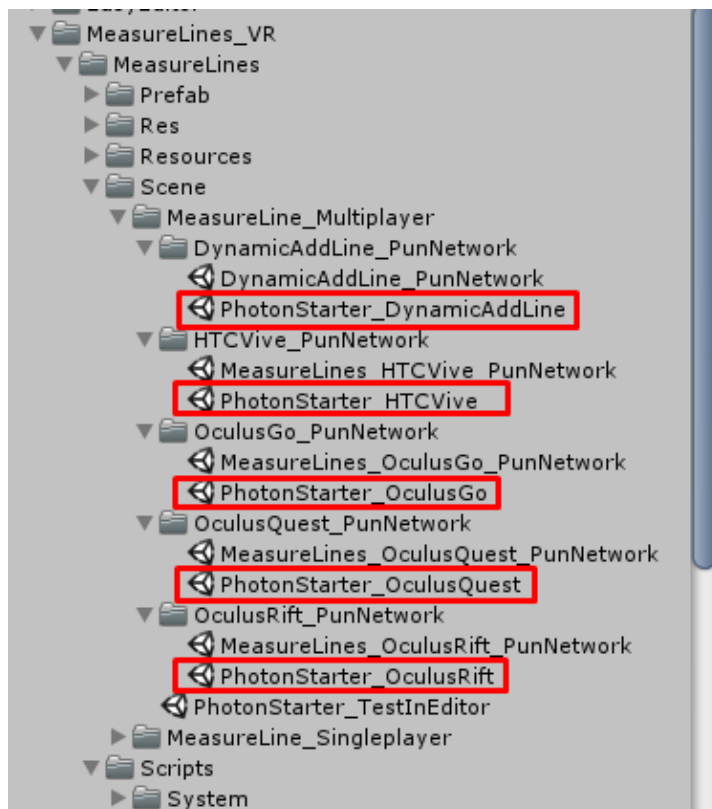 MeasureLines_VR
MeasureLines
Prefab
Res
Resources
Scene
MeasureLine_Multiplayer
DynamicAddLine_PunNetwork
DynamicAddLine_PunNetwork
PhotonStarter_DynamicAddLine
HTCVive_PunNetwork
MeasureLines_HTCVive_PunNetwork
PhotonStarter_HTCVive
OculusGo_PunNetwork
MeasureLines_OculusGo_PunNetwork
PhotonStarter_OculusGo
OculusQuest_PunNetwork
MeasureLines_OculusQuest_PunNetwork
PhotonStarter_OculusQuest
OculusRift_PunNetwork
MeasureLines_OculusRift_PunNetwork
PhotonStarter_OculusRift
PhotonStarter_TestInEditor
MeasureLine_Singleplayer
Scripts
System